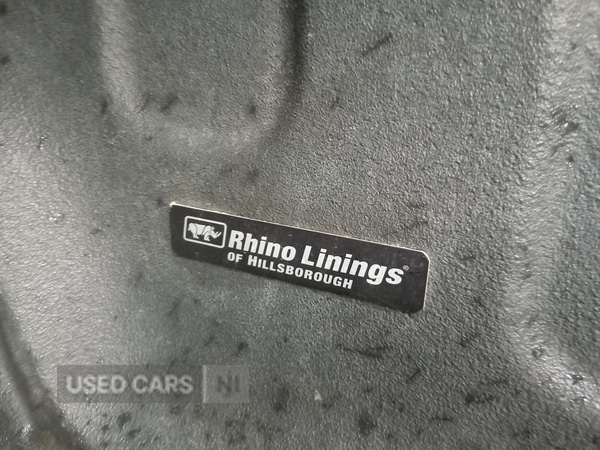 Rhino Linings®
OF HILLSBOROUGH
USED CARS NI